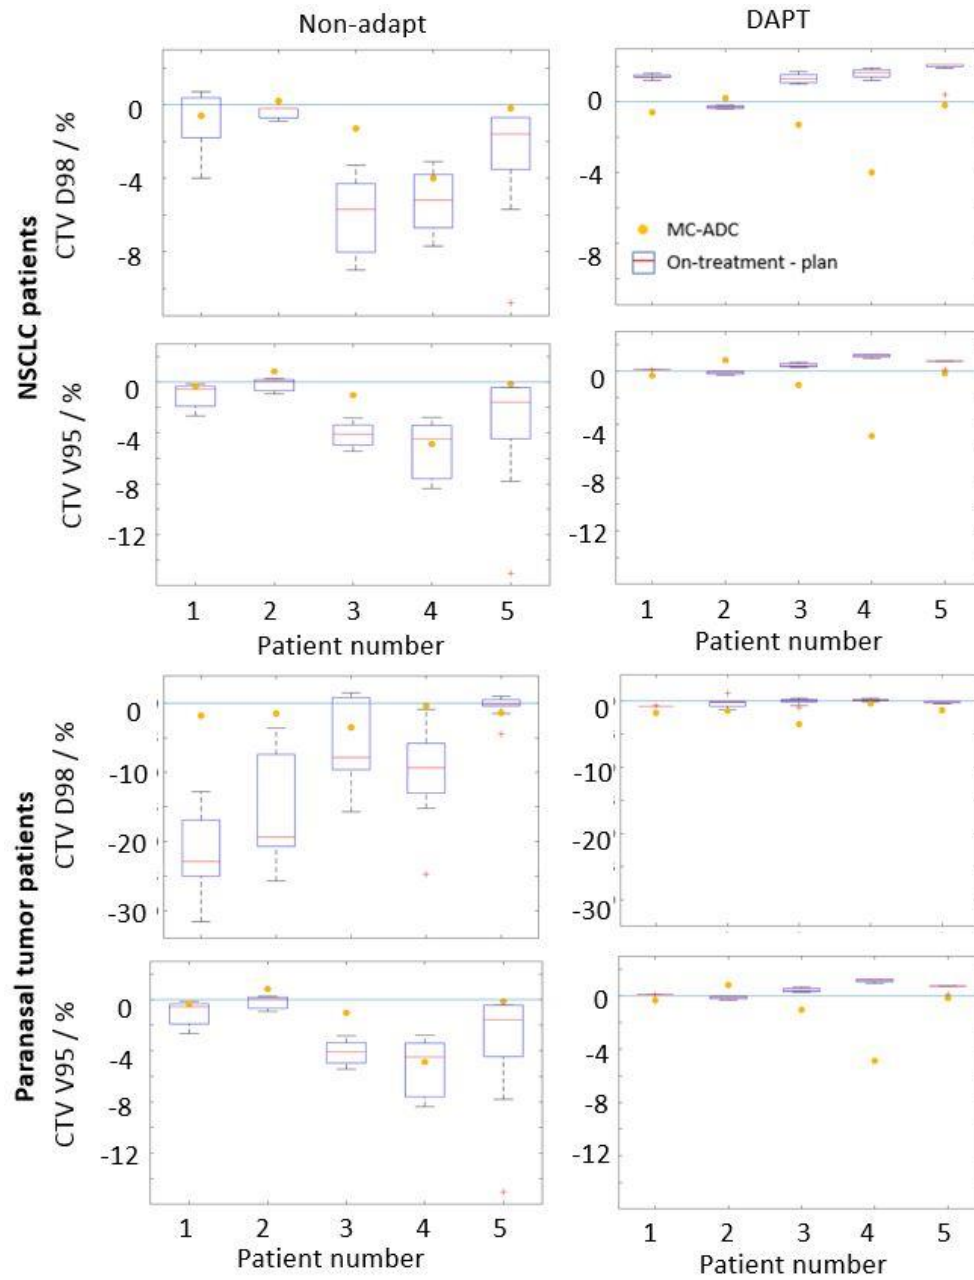 Non-adapt
DAPT
NSCLC patients
CTV D98 / %
0
-4
-8
0
-4
-8
MC-ADC
On-treatment - plan
CTV V95 / %
0
-4
-8
-12
0
-4
-8
-12
1 2 3 4 5
Patient number
1 2 3 4 5
Patient number
Paranasal tumor patients
CTV D98 / %
0
-10
-20
-30
0
-10
-20
-30
CTV V95 / %
0
-4
-8
-12
0
-4
-8
-12
1 2 3 4 5
Patient number
1 2 3 4 5
Patient number